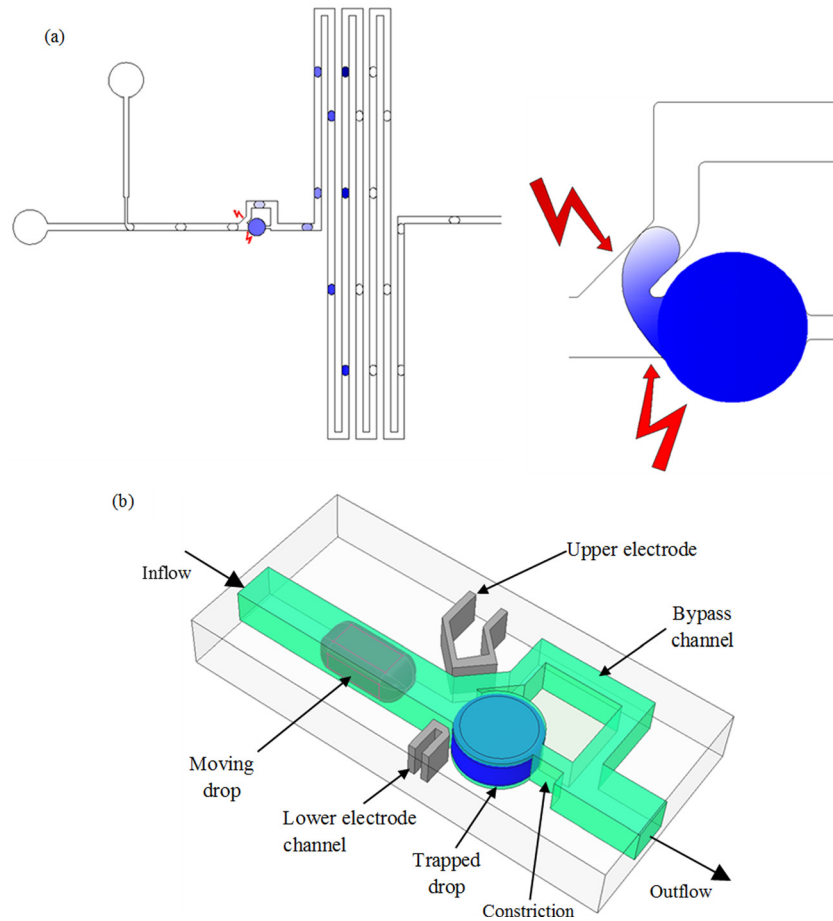 (a)
(b)
Upper electrode
Inflow
Bypass
channel
Moving
drop
Lower electrode
channel
Trapped
drop
Constriction
Outflow